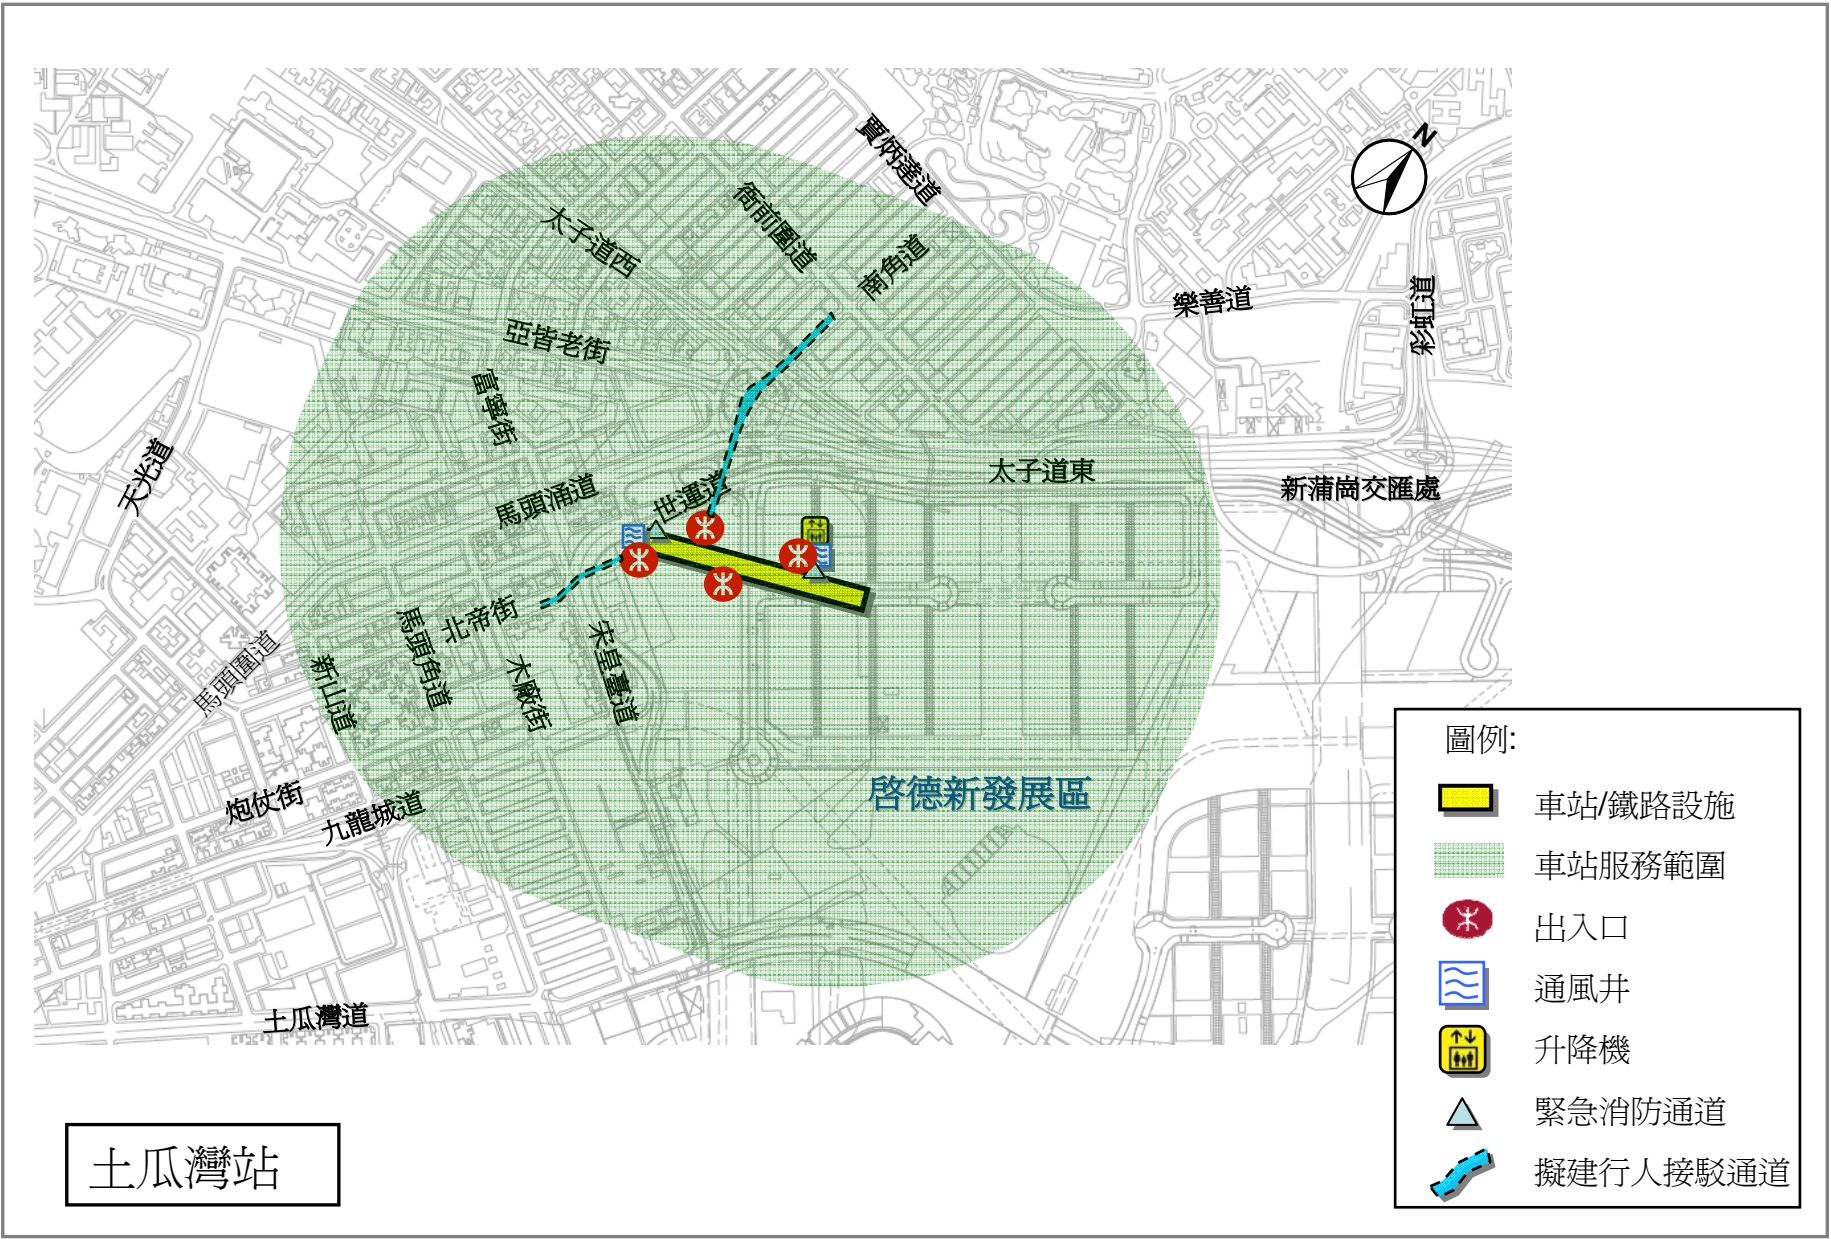 N
賈炳達道
衙前圍道
南角道
太子道西
樂善道
彩虹道
亞皆老街
富寧街
天光道
太子道東
新蒲崗交匯處
世運道
馬頭涌道
北帝街
馬頭角道
宋皇臺道
木廠街
新山道
馬頭圍道
啓德新發展區
炮仗街
九龍城道
土瓜灣道
圖例:
車站/鐵路設施
車站服務範圍
出入口
通風井
升降機
緊急消防通道
擬建行人接駁通道
土瓜灣站